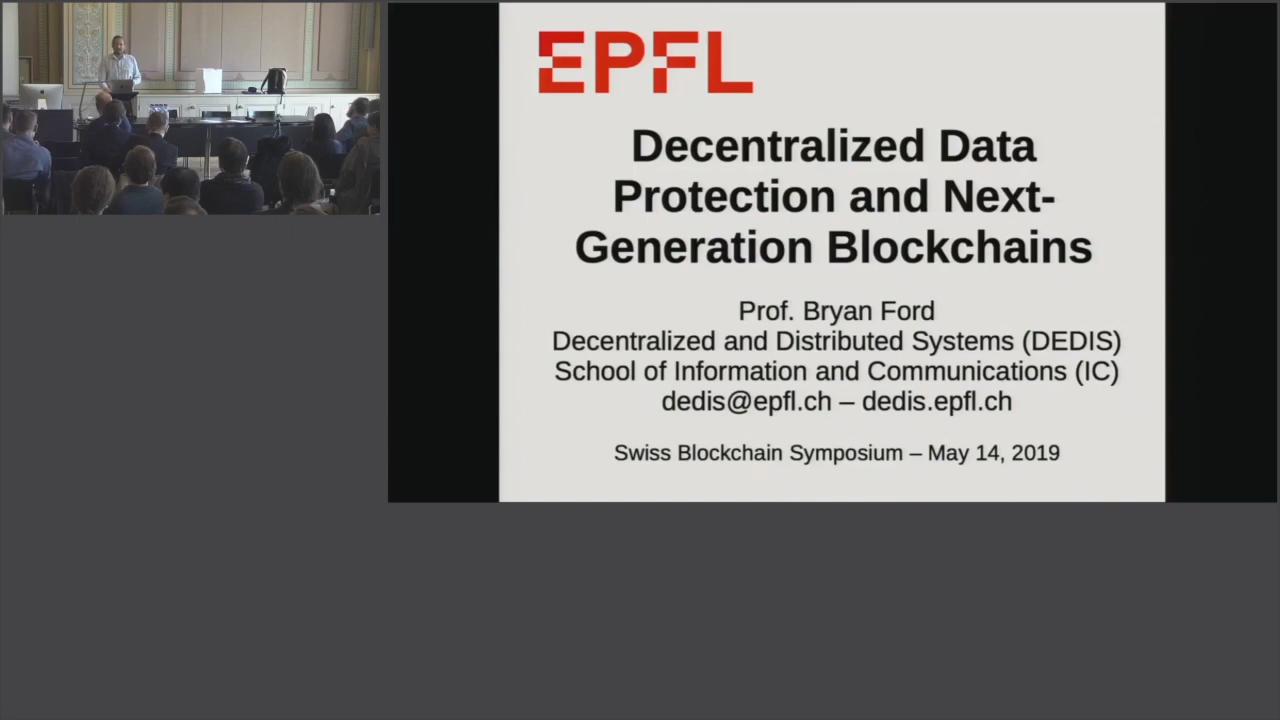 EPFL
Decentralized Data
Protection and Next-
Generation Blockchains
Prof. Bryan Ford
Decentralized and Distributed Systems (DEDIS)
School of Information and Communications (IC)
dedis@epfl.ch – dedis.epfl.ch
Swiss Blockchain Symposium – May 14, 2019